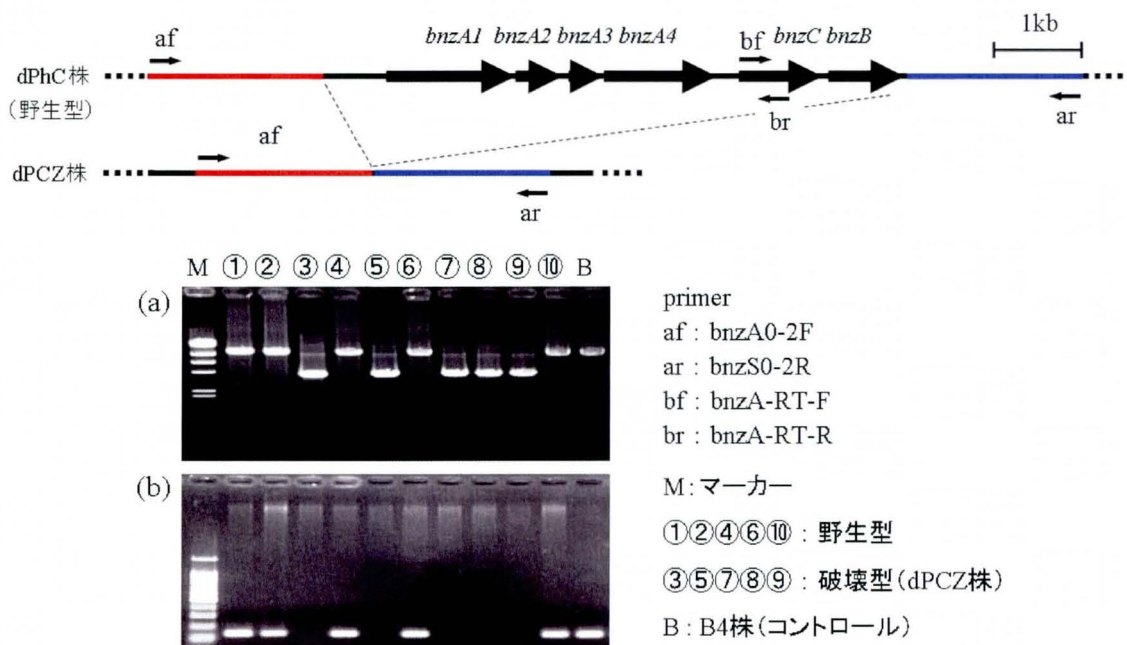 1kb
af
bnzA1 bnzA2 bnzA3 bnzA4
bf
bnzC bnzB
dPhC株
(野生型)
br
ar
af
dPCZ株
ar
M ① ② ③ ④ ⑤ ⑥ ⑦ ⑧ ⑨ ⑩ B
(a)
(b)
primer
af : bnzA0-2F
ar : bnzS0-2R
bf : bnzA-RT-F
br : bnzA-RT-R
M : マーカー
①②④⑥⑩ : 野生型
③⑤⑦⑧⑨ : 破壊型(dPCZ株)
B : B4株(コントロール)